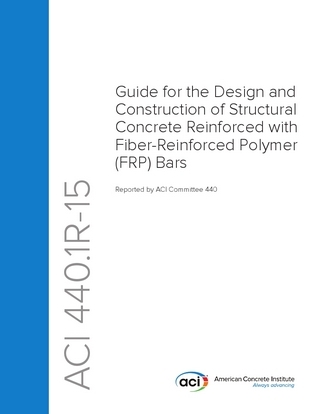 Guide for the Design and
Construction of Structural
Concrete Reinforced with
Fiber-Reinforced Polymer
(FRP) Bars
Reported by ACI Committee 440
ACI 440.1R-15
aci
American Concrete Institute
Always advancing